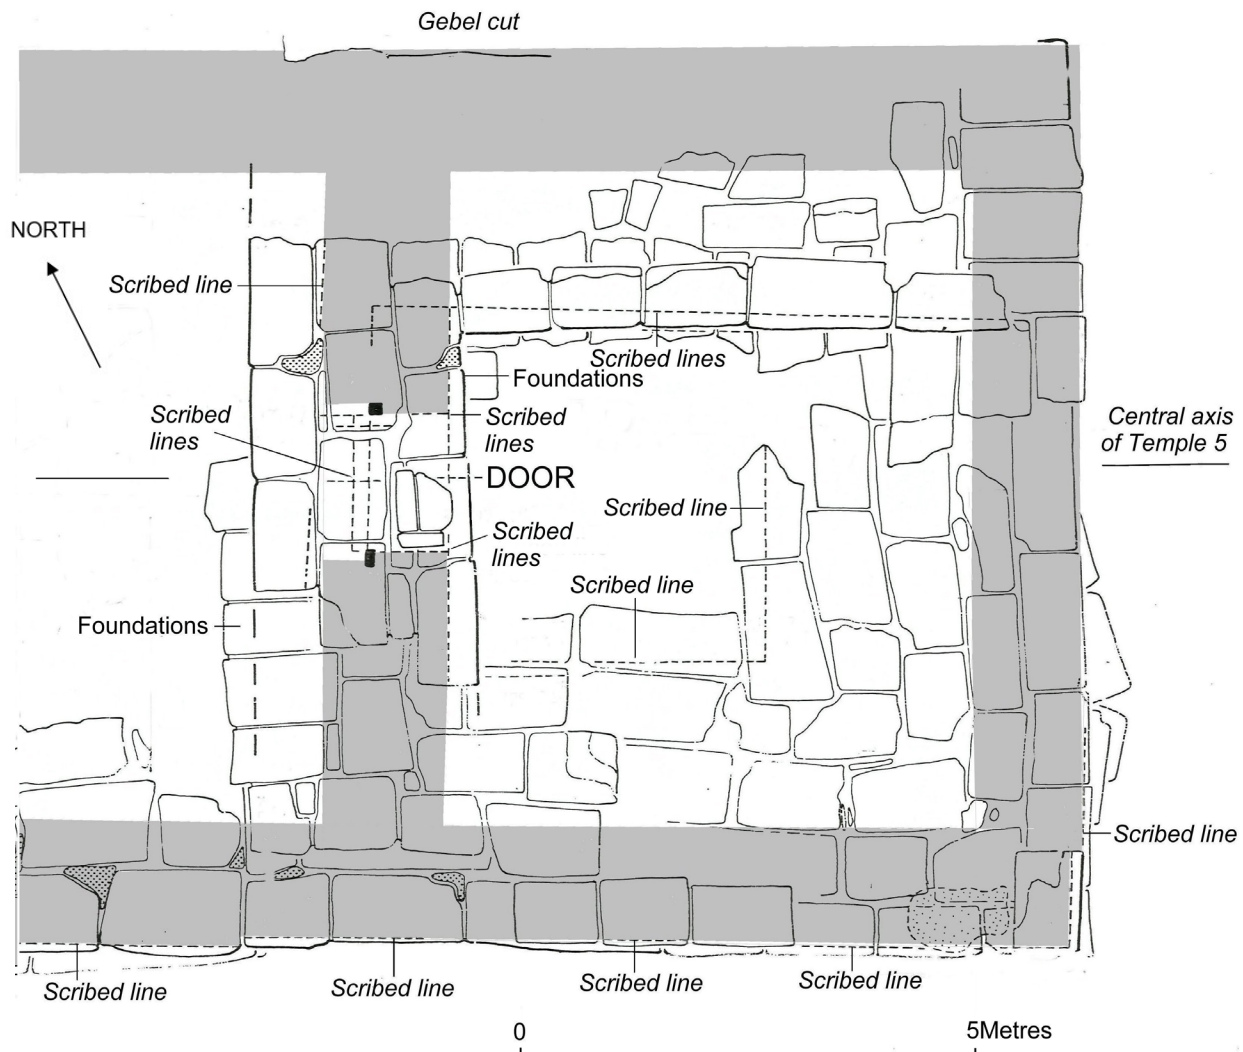 Gebel cut
NORTH
Scribed line
Scribed lines
Foundations
Scribed
lines
Scribed
lines
Central axis
of Temple 5
DOOR
Scribed line
Scribed
lines
Scribed line
Foundations
Scribed line
Scribed line
Scribed line
Scribed line
Scribed line
0
5Metres